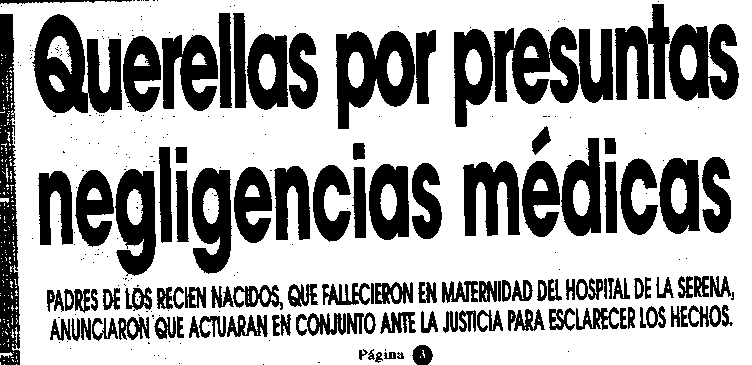 Querellas por presuntas
negligencias médicas
PADRES DE LOS RECIEN NACIDOS, QUE FALLECIERON EN MATERNIDAD DEL HOSPITAL DE LA SERENA,
ANUNCIARON QUE ACTUARAN EN CONJUNTO ANTE LA JUSTICIA PARA ESCLARECER LOS HECHOS.
Página